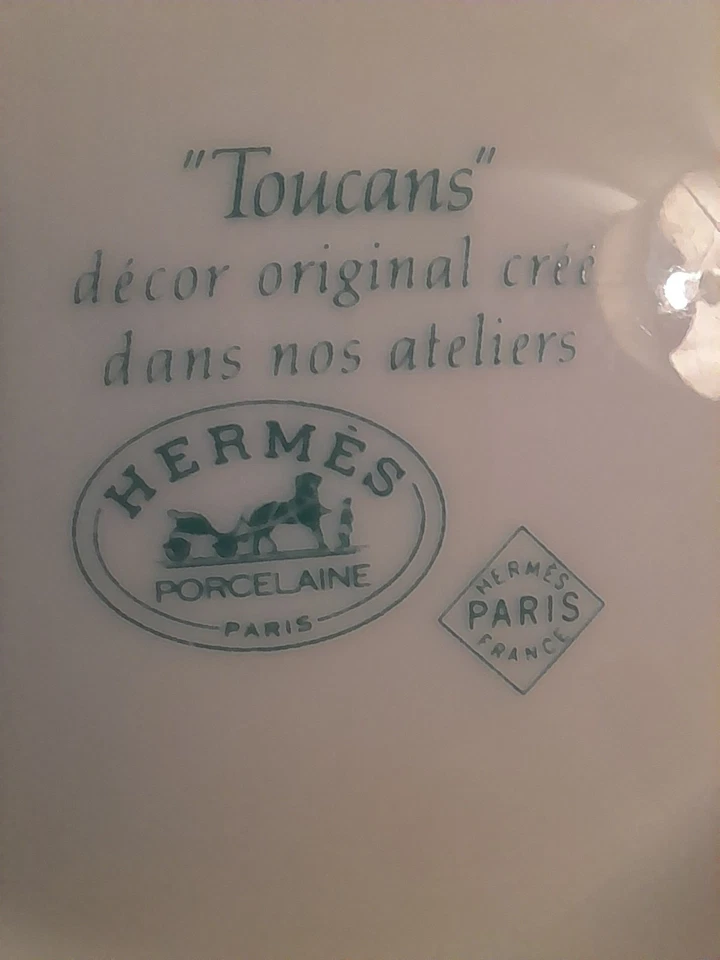 "Toucans"
décor original créé
dans nos ateliers
HERMÈS
PORCELAINE
PARIS
HERMÈS
PARIS
FRANCE